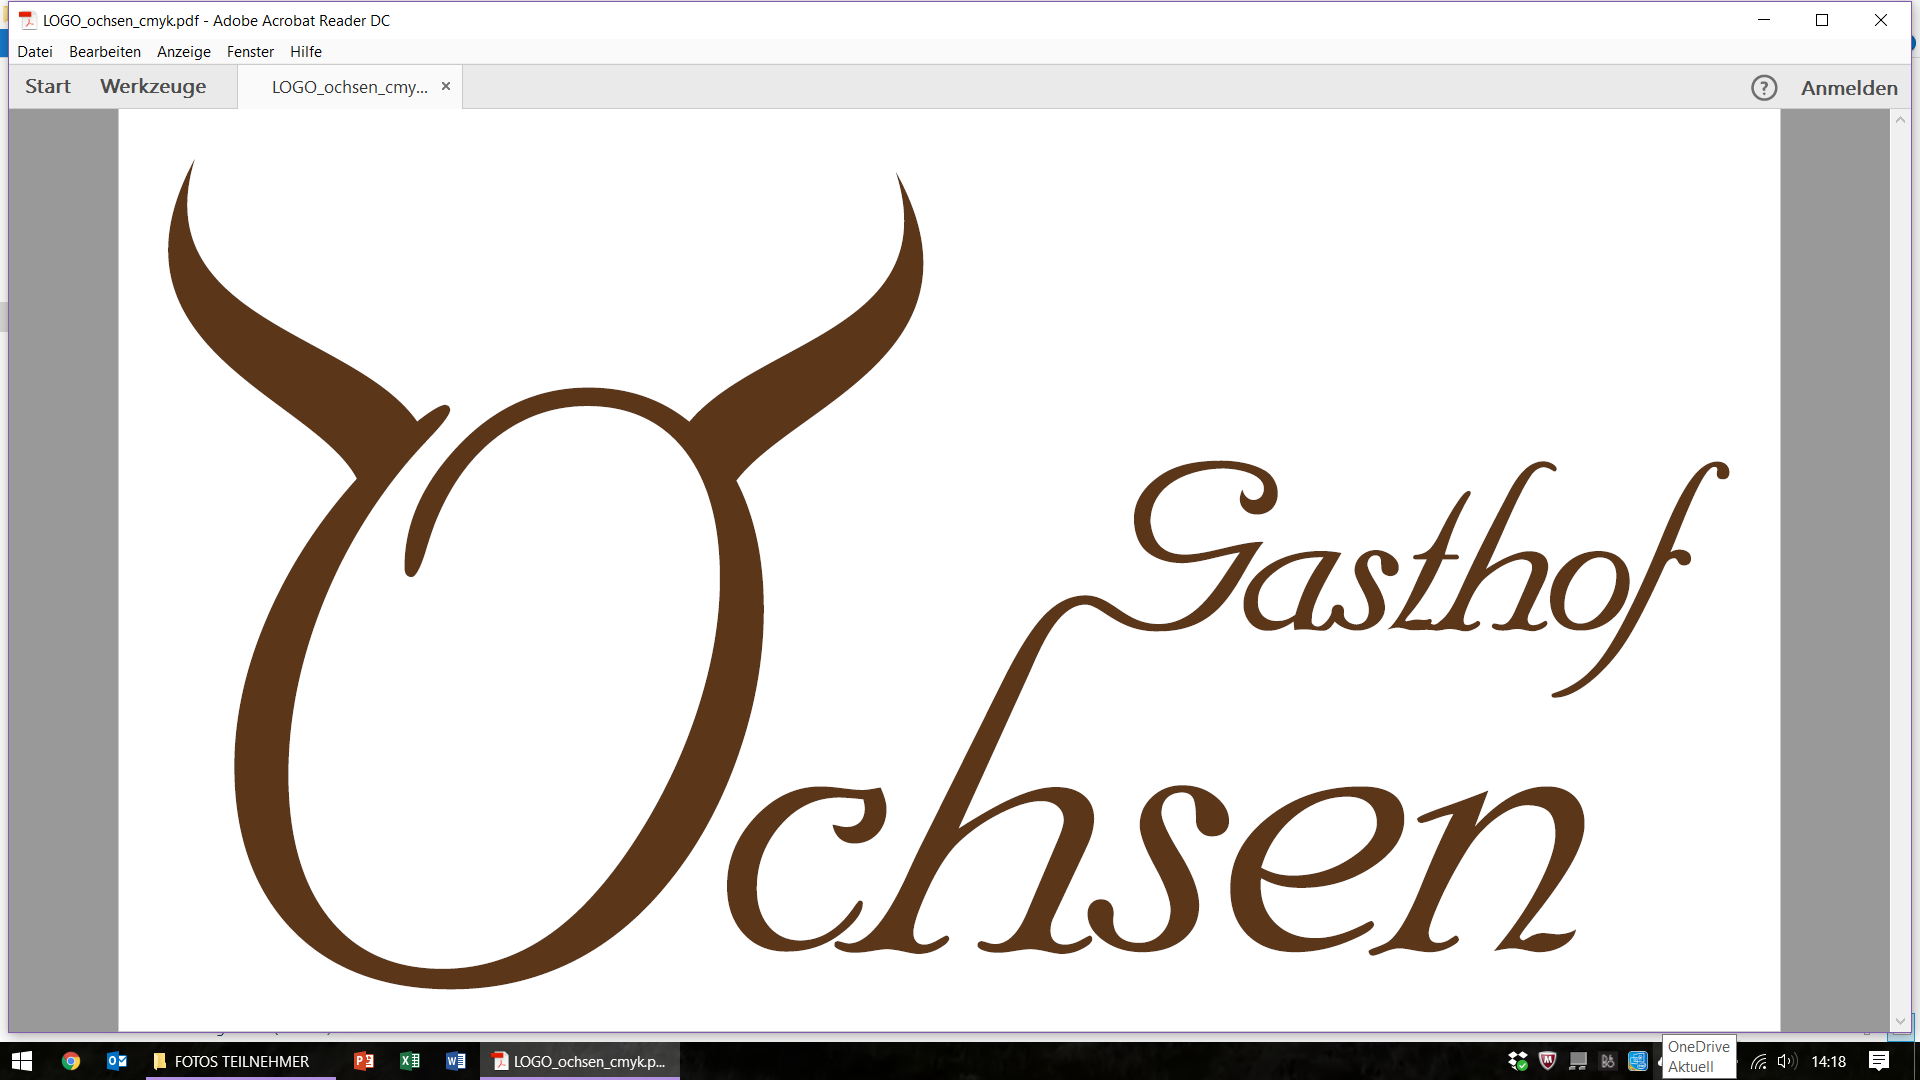 LOGO_ochsen_cmyk.pdf - Adobe Acrobat Reader DC
Datei Bearbeiten Anzeige Fenster Hilfe
Start Werkzeuge LOGO_ochsen_cmy... × ? Anmelden
Gasthof
Ochsen
FOTOS TEILNEHMER LOGO_ochsen_cmyk.p... 14:18
OneDrive
Aktuell